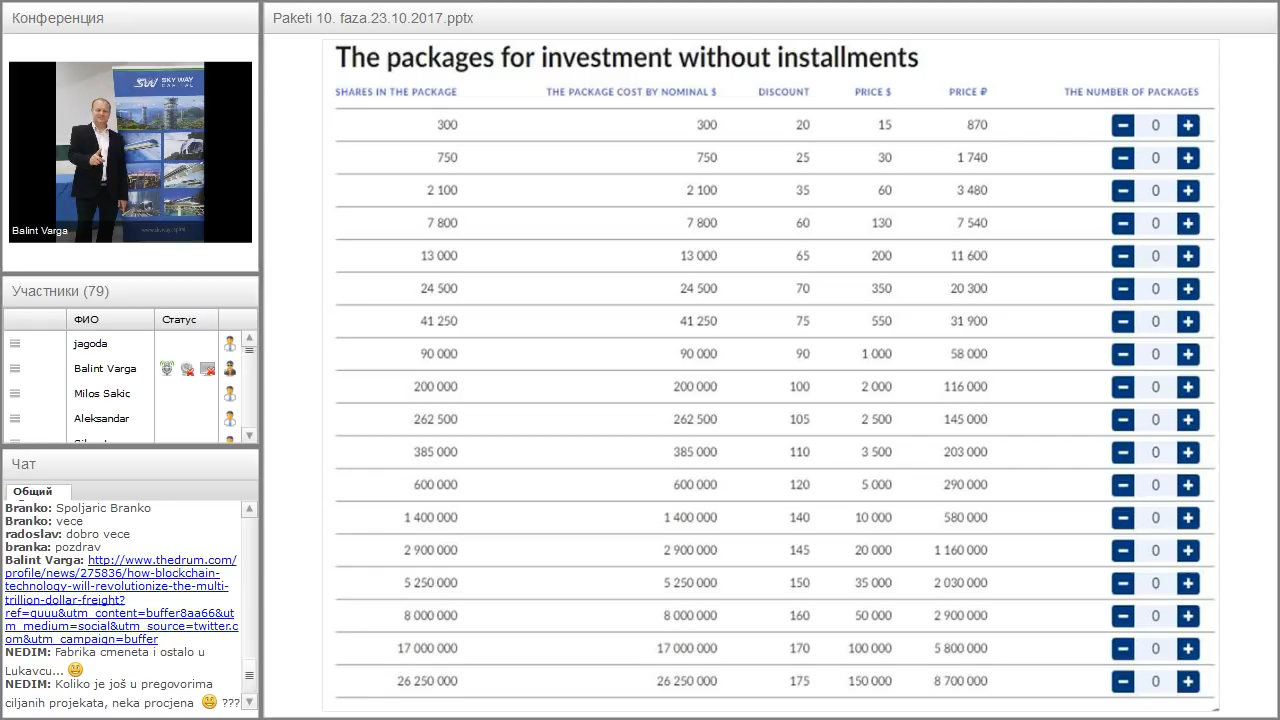 Конференция
SW SKY WAY
CAPITAL
Balint Varga
Участники (79)
ФИО Статус
jagoda
Balint Varga
Milos Sakic
Aleksandar
Чат
Общий
Branko: Spoljaric Branko
Branko: vece
radoslav: dobro vece
branka: pozdrav
Balint Varga: http://www.thedrum.com/
profile/news/275836/how-blockchain-
technology-will-revolutionize-the-multi-
trillion-dollar-freight?
ref=quuu&utm_content=buffer8aa66&ut
m_medium=social&utm_source=twitter.c
om&utm_campaign=buffer
NEDIM: Fabrika cmeneta i ostalo u
Lukavcu...
NEDIM: Koliko je još u pregovorima
ciljanih projekata, neka procjena ???
Paketi 10. faza.23.10.2017.pptx
The packages for investment without installments
SHARES IN THE PACKAGE THE PACKAGE COST BY NOMINAL $ DISCOUNT PRICE $ PRICE ₽ THE NUMBER OF PACKAGES
300 300 20 15 870 − 0 +
750 750 25 30 1 740 − 0 +
2 100 2 100 35 60 3 480 − 0 +
7 800 7 800 60 130 7 540 − 0 +
13 000 13 000 65 200 11 600 − 0 +
24 500 24 500 70 350 20 300 − 0 +
41 250 41 250 75 550 31 900 − 0 +
90 000 90 000 90 1 000 58 000 − 0 +
200 000 200 000 100 2 000 116 000 − 0 +
262 500 262 500 105 2 500 145 000 − 0 +
385 000 385 000 110 3 500 203 000 − 0 +
600 000 600 000 120 5 000 290 000 − 0 +
1 400 000 1 400 000 140 10 000 580 000 − 0 +
2 900 000 2 900 000 145 20 000 1 160 000 − 0 +
5 250 000 5 250 000 150 35 000 2 030 000 − 0 +
8 000 000 8 000 000 160 50 000 2 900 000 − 0 +
17 000 000 17 000 000 170 100 000 5 800 000 − 0 +
26 250 000 26 250 000 175 150 000 8 700 000 − 0 +